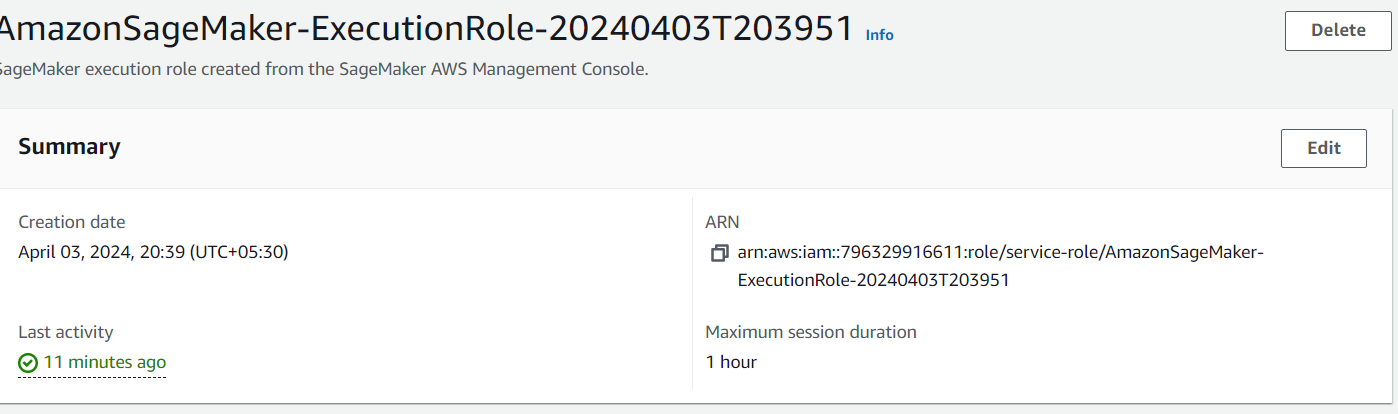 AmazonSageMaker-ExecutionRole-20240403T203951 Info
Delete
SageMaker execution role created from the SageMaker AWS Management Console.
Summary
Edit
Creation date
April 03, 2024, 20:39 (UTC+05:30)
ARN
arn:aws:iam::796329916611:role/service-role/AmazonSageMaker-
ExecutionRole-20240403T203951
Last activity
11 minutes ago
Maximum session duration
1 hour